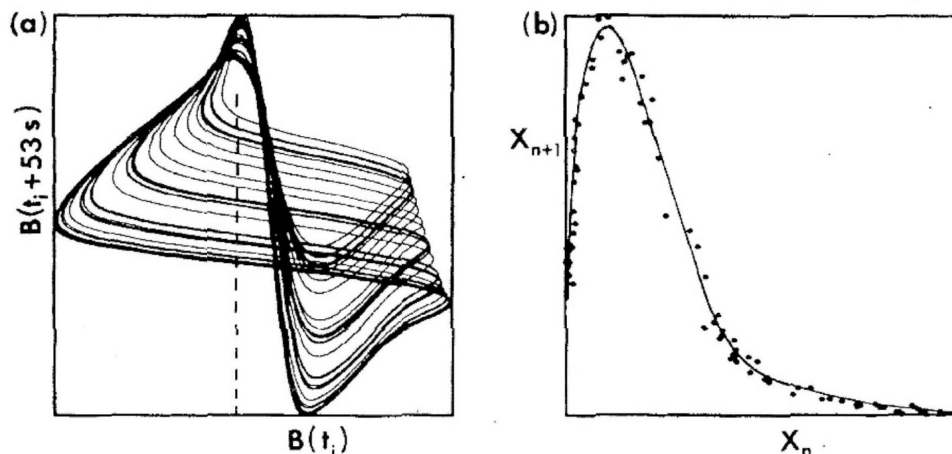 (a)
B(t_i + 53 s)
B(t_i)
(b)
X_{n+1}
X_n